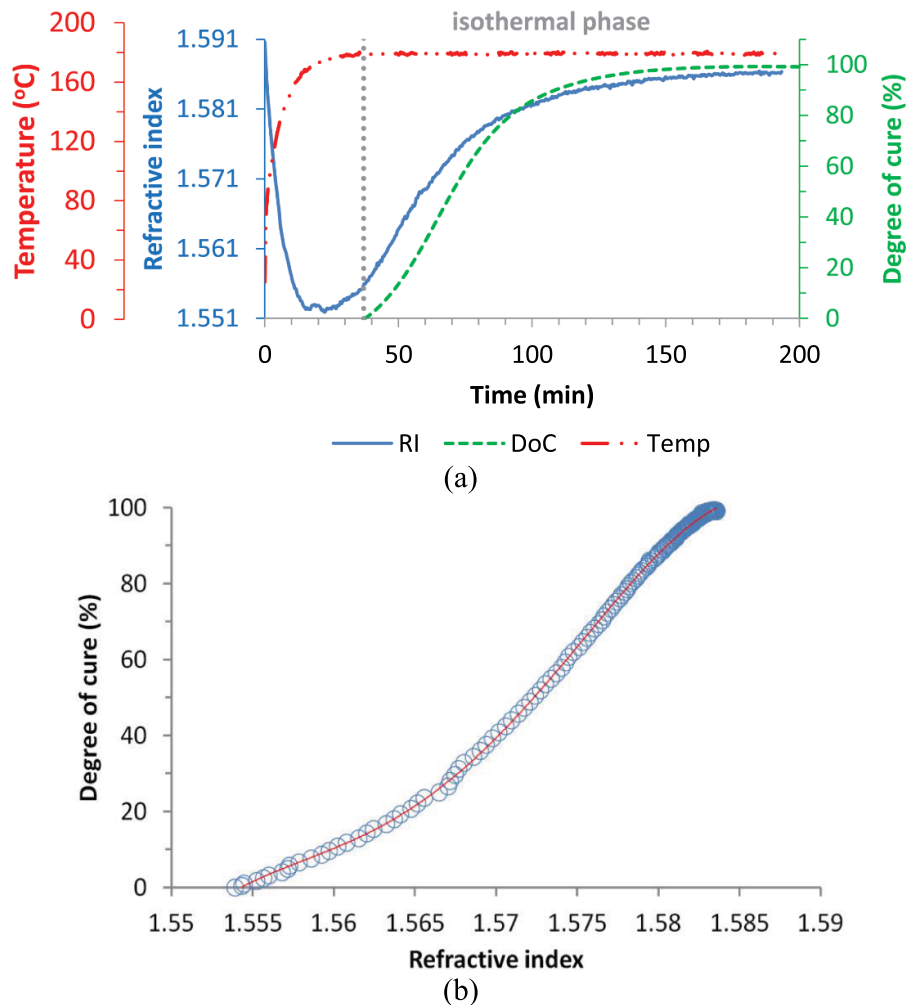 isothermal phase
Temperature (ºC)
200
160
120
80
40
0
Refractive index
1.591
1.581
1.571
1.561
1.551
100
80
60
40
20
0
Degree of cure (%)
0 50 100 150 200
Time (min)
RI DoC Temp
(a)
Degree of cure (%)
100
80
60
40
20
0
1.55 1.555 1.56 1.565 1.57 1.575 1.58 1.585 1.59
Refractive index
(b)